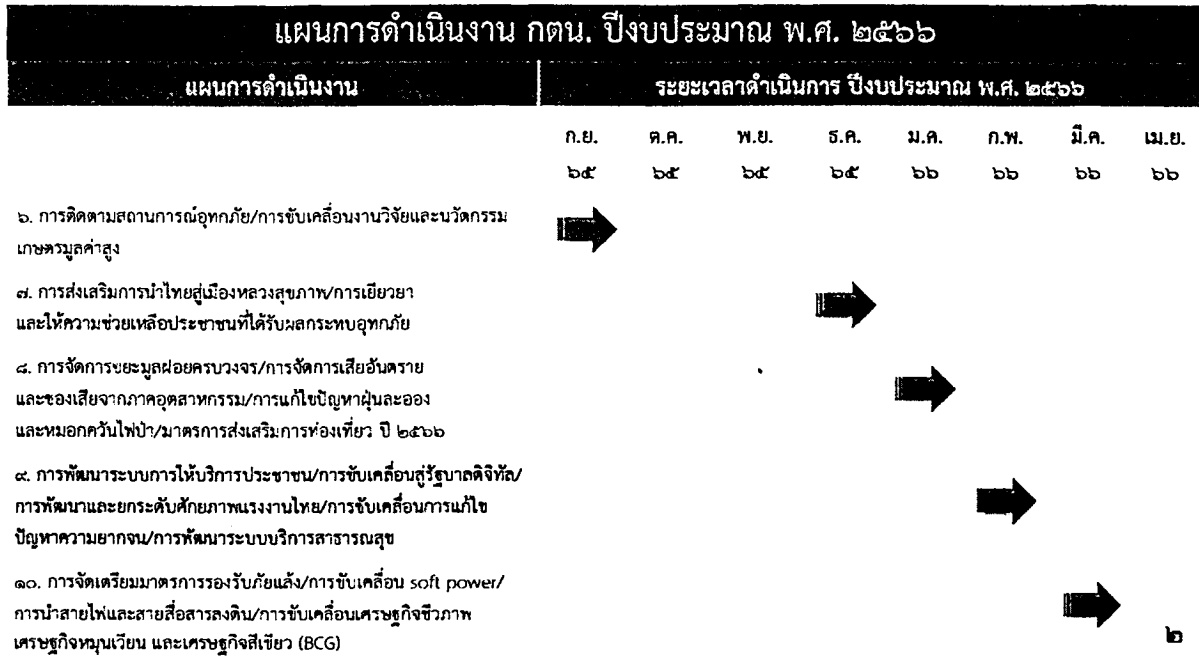 แผนการดำเนินงาน กตน. ปีงบประมาณ พ.ศ. ๒๕๖๖
แผนการดำเนินงาน
ระยะเวลาดำเนินการ ปีงบประมาณ พ.ศ. ๒๕๖๖
ก.ย. ต.ค. พ.ย. ธ.ค. ม.ค. ก.พ. มี.ค. เม.ย.
๖๕ ๖๕ ๖๕ ๖๕ ๖๖ ๖๖ ๖๖ ๖๖
๖. การติดตามสถานการณ์อุทกภัย/การขับเคลื่อนงานวิจัยและนวัตกรรม
เกษตรมูลค่าสูง
๗. การส่งเสริมการนำไทยสู่เมืองหลวงสุขภาพ/การเยียวยา
และให้ความช่วยเหลือประชาชนที่ได้รับผลกระทบอุทกภัย
๘. การจัดการขยะมูลฝอยครบวงจร/การจัดการเสียอันตราย
และของเสียจากภาคอุตสาหกรรม/การแก้ไขปัญหาฝุ่นละออง
และหมอกควันไฟป่า/มาตรการส่งเสริมการท่องเที่ยว ปี ๒๕๖๖
๙. การพัฒนาระบบการให้บริการประชาชน/การขับเคลื่อนสู่รัฐบาลดิจิทัล/
การพัฒนาและยกระดับศักยภาพแรงงานไทย/การขับเคลื่อนการแก้ไข
ปัญหาความยากจน/การพัฒนาระบบบริการสาธารณสุข
๑๐. การจัดเตรียมมาตรการรองรับภัยแล้ง/การขับเคลื่อน soft power/
การนำสายไฟและสายสื่อสารลงดิน/การขับเคลื่อนเศรษฐกิจชีวภาพ
เศรษฐกิจหมุนเวียน และเศรษฐกิจสีเขียว (BCG)
๒